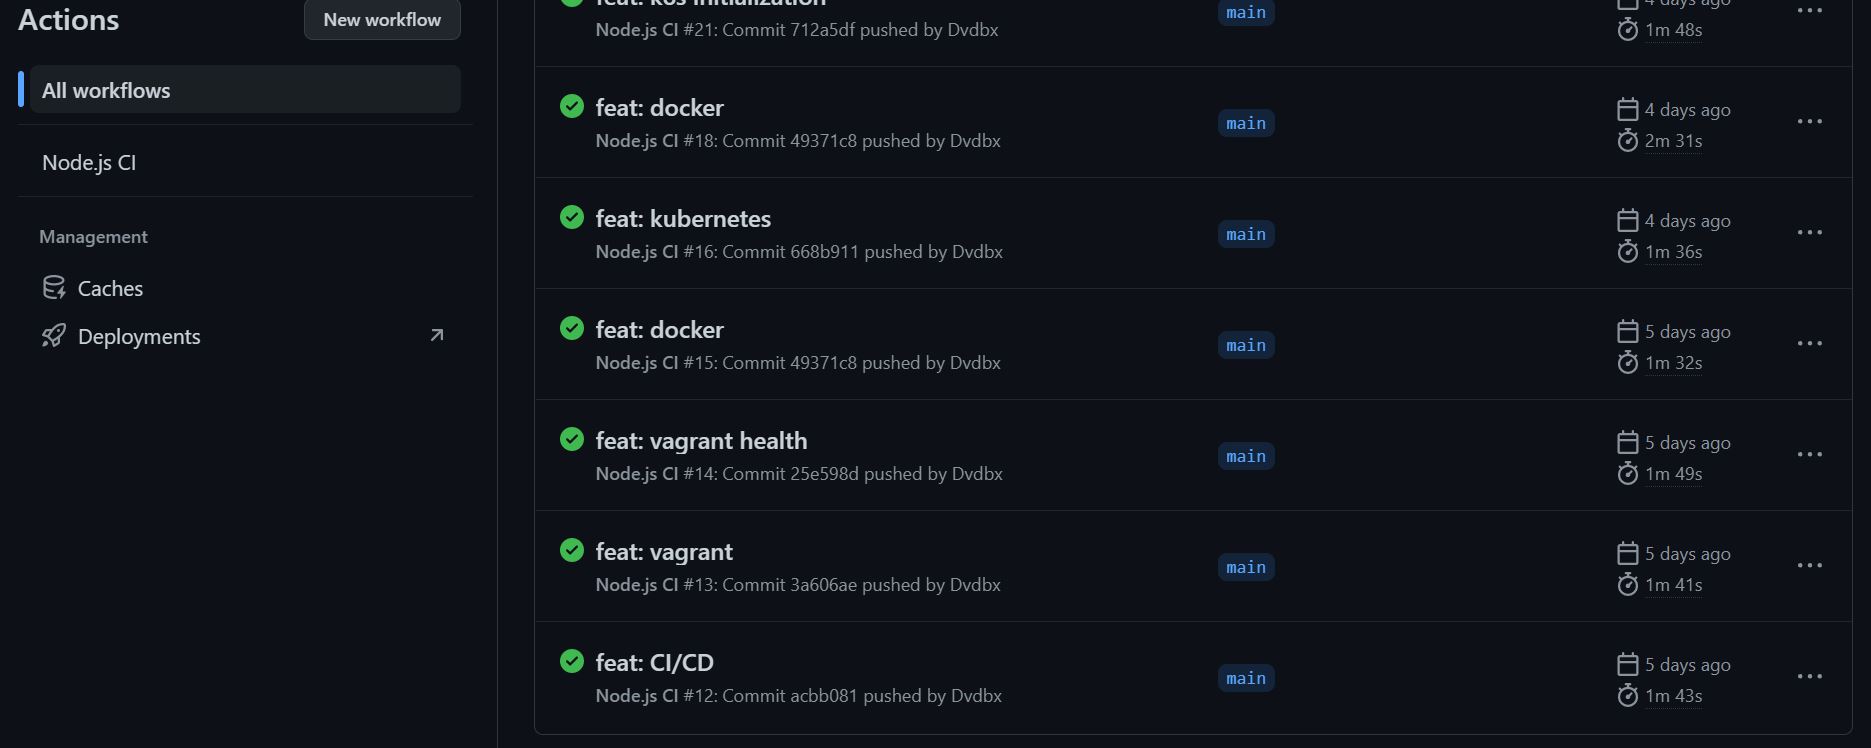 Actions
New workflow
All workflows
Node.js CI
Management
Caches
Deployments
feat: k8s initialization
Node.js CI #21: Commit 712a5df pushed by Dvdbx
main
4 days ago
1m 48s
feat: docker
Node.js CI #18: Commit 49371c8 pushed by Dvdbx
main
4 days ago
2m 31s
feat: kubernetes
Node.js CI #16: Commit 668b911 pushed by Dvdbx
main
4 days ago
1m 36s
feat: docker
Node.js CI #15: Commit 49371c8 pushed by Dvdbx
main
5 days ago
1m 32s
feat: vagrant health
Node.js CI #14: Commit 25e598d pushed by Dvdbx
main
5 days ago
1m 49s
feat: vagrant
Node.js CI #13: Commit 3a606ae pushed by Dvdbx
main
5 days ago
1m 41s
feat: CI/CD
Node.js CI #12: Commit acbb081 pushed by Dvdbx
main
5 days ago
1m 43s